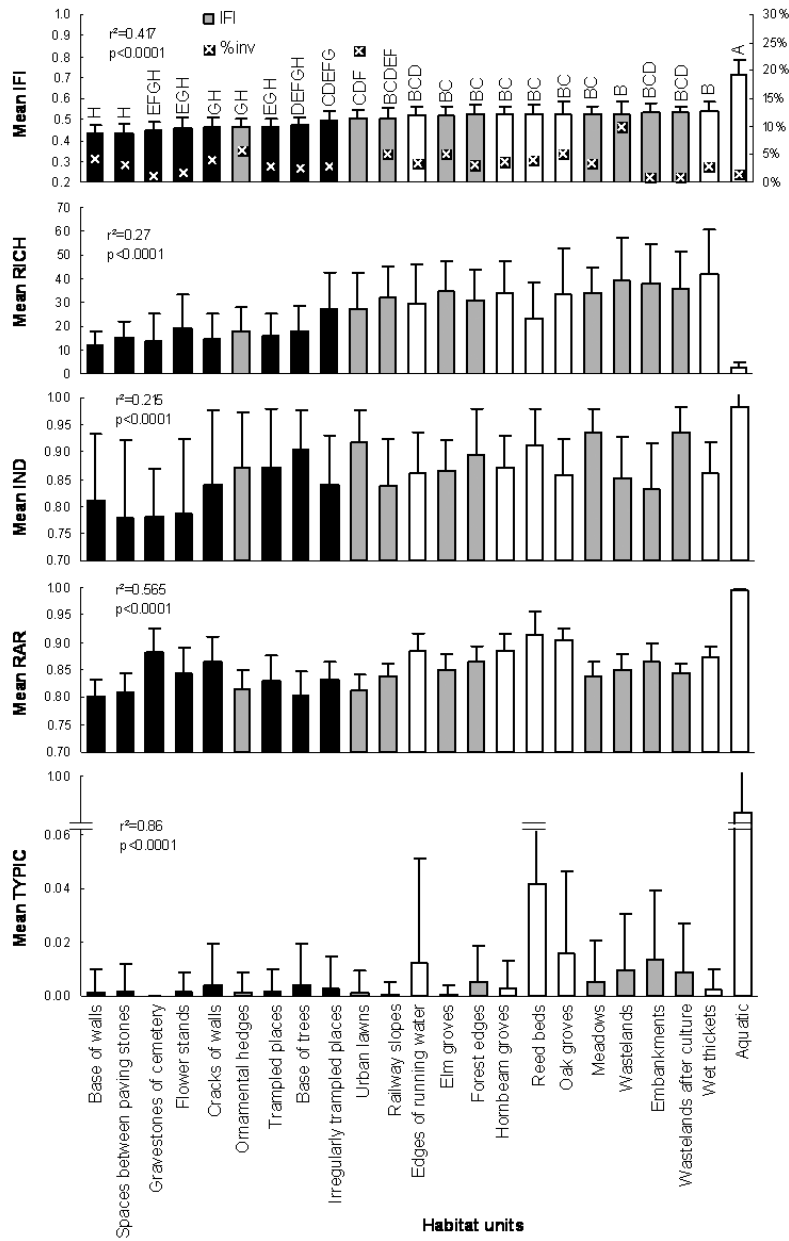 IFI
%inv
r²=0.417
p<0.0001
Mean IFI
1.0
0.9
0.8
0.7
0.6
0.5
0.4
0.3
0.2
30%
25%
20%
15%
10%
5%
0%
H H EFGH EGH GH GH EGH DEFGH CDEFG CDF BCDEF BCD BC BC BC BC BC BC B BCD BCD B A
r²=0.27
p<0.0001
Mean RICH
70
60
50
40
30
20
10
0
r²=0.215
p<0.0001
Mean IND
1.00
0.95
0.90
0.85
0.80
0.75
0.70
r²=0.565
p<0.0001
Mean RAR
1.00
0.95
0.90
0.85
0.80
0.75
0.70
r²=0.86
p<0.0001
Mean TYPIC
1.00
0.06
0.04
0.02
0.00
Base of walls
Spaces between paving stones
Gravestones of cemetery
Flower stands
Cracks of walls
Ornamental hedges
Trampled places
Base of trees
Irregularly trampled places
Urban lawns
Railway slopes
Edges of running water
Elm groves
Forest edges
Hornbeam groves
Reed beds
Oak groves
Meadows
Wastelands
Embankments
Wastelands after culture
Wet thickets
Aquatic
Habitat units